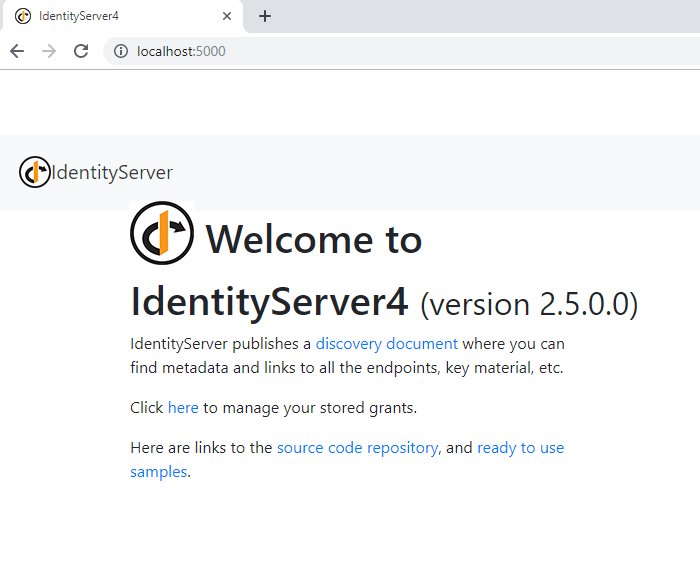 IdentityServer4
localhost:5000
IdentityServer
Welcome to
IdentityServer4 (version 2.5.0.0)
IdentityServer publishes a discovery document where you can
find metadata and links to all the endpoints, key material, etc.
Click here to manage your stored grants.
Here are links to the source code repository, and ready to use
samples.